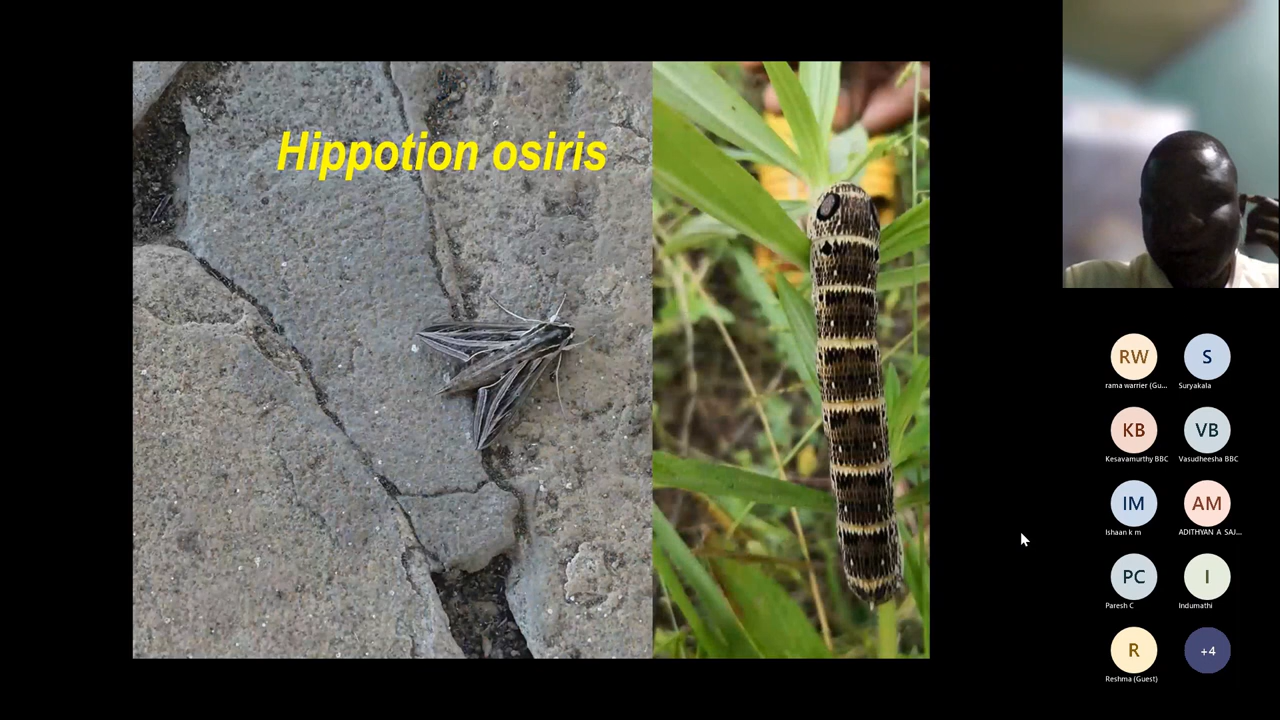 Hippotion osiris
RW
S
rama warrier (Gu...
Suryakala
KB
VB
Kesavamurthy BBC
Vasudheesha BBC
IM
AM
Ishaan k m
ADITHYAN A SAJ...
PC
I
Paresh C
Indumathi
R
+4
Reshma (Guest)